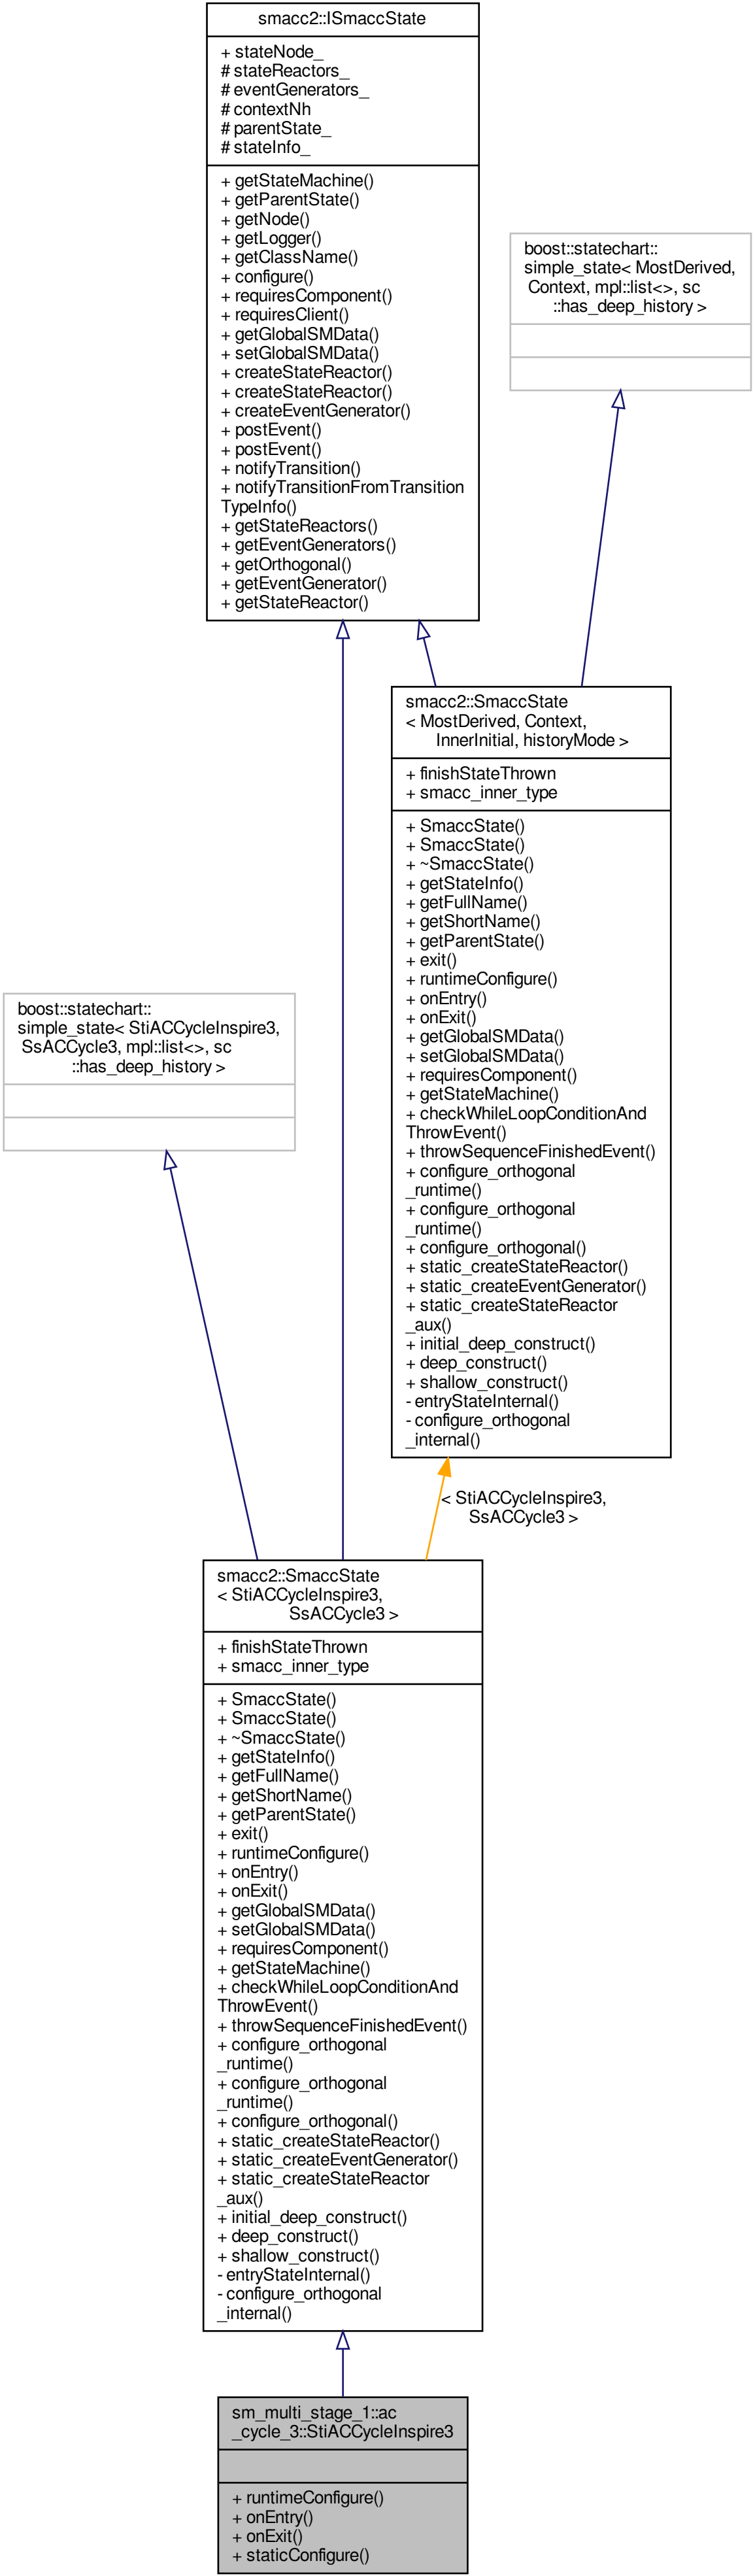 smacc2::ISmaccState
+ stateNode_
# stateReactors_
# eventGenerators_
# contextNh
# parentState_
# stateInfo_
+ getStateMachine()
+ getParentState()
+ getNode()
+ getLogger()
+ getClassName()
+ configure()
+ requiresComponent()
+ requiresClient()
+ getGlobalSMData()
+ setGlobalSMData()
+ createStateReactor()
+ createStateReactor()
+ createEventGenerator()
+ postEvent()
+ postEvent()
+ notifyTransition()
+ notifyTransitionFromTransition
TypeInfo()
+ getStateReactors()
+ getEventGenerators()
+ getOrthogonal()
+ getEventGenerator()
+ getStateReactor()
boost::statechart::
simple_state< MostDerived,
Context, mpl::list<>, sc
::has_deep_history >
smacc2::SmaccState
< MostDerived, Context,
InnerInitial, historyMode >
+ finishStateThrown
+ smacc_inner_type
+ SmaccState()
+ SmaccState()
+ ~SmaccState()
+ getStateInfo()
+ getFullName()
+ getShortName()
+ getParentState()
+ exit()
+ runtimeConfigure()
+ onEntry()
+ onExit()
+ getGlobalSMData()
+ setGlobalSMData()
+ requiresComponent()
+ getStateMachine()
+ checkWhileLoopConditionAnd
ThrowEvent()
+ throwSequenceFinishedEvent()
+ configure_orthogonal
_runtime()
+ configure_orthogonal
_runtime()
+ configure_orthogonal()
+ static_createStateReactor()
+ static_createEventGenerator()
+ static_createStateReactor
_aux()
+ initial_deep_construct()
+ deep_construct()
+ shallow_construct()
- entryStateInternal()
- configure_orthogonal
_internal()
boost::statechart::
simple_state< StiACCycleInspire3,
SsACCycle3, mpl::list<>, sc
::has_deep_history >
< StiACCycleInspire3,
SsACCycle3 >
smacc2::SmaccState
< StiACCycleInspire3,
SsACCycle3 >
+ finishStateThrown
+ smacc_inner_type
+ SmaccState()
+ SmaccState()
+ ~SmaccState()
+ getStateInfo()
+ getFullName()
+ getShortName()
+ getParentState()
+ exit()
+ runtimeConfigure()
+ onEntry()
+ onExit()
+ getGlobalSMData()
+ setGlobalSMData()
+ requiresComponent()
+ getStateMachine()
+ checkWhileLoopConditionAnd
ThrowEvent()
+ throwSequenceFinishedEvent()
+ configure_orthogonal
_runtime()
+ configure_orthogonal
_runtime()
+ configure_orthogonal()
+ static_createStateReactor()
+ static_createEventGenerator()
+ static_createStateReactor
_aux()
+ initial_deep_construct()
+ deep_construct()
+ shallow_construct()
- entryStateInternal()
- configure_orthogonal
_internal()
sm_multi_stage_1::ac
_cycle_3::StiACCycleInspire3
+ runtimeConfigure()
+ onEntry()
+ onExit()
+ staticConfigure()